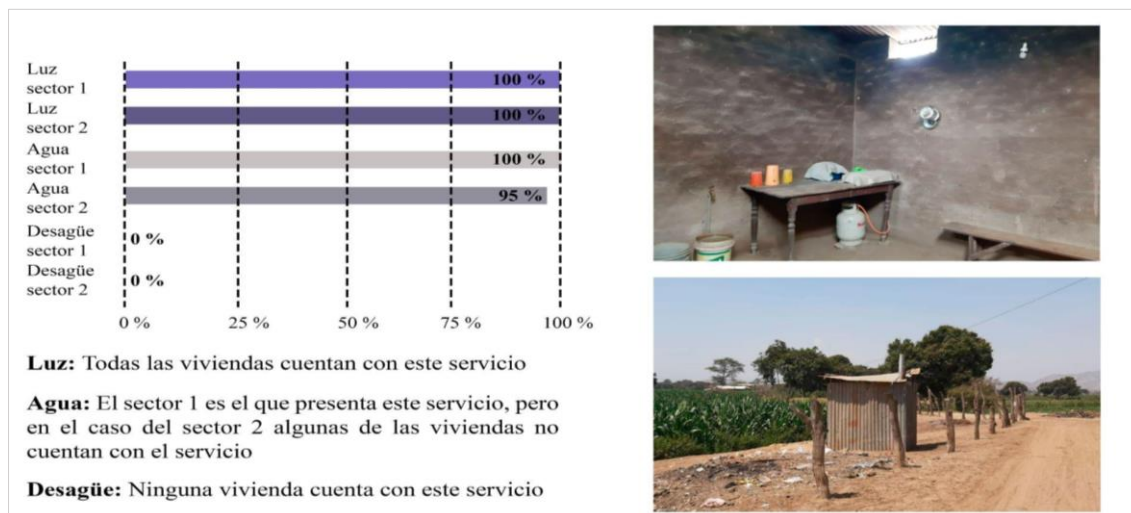 Luz
sector 1
100 %
Luz
sector 2
100 %
Agua
sector 1
100 %
Agua
sector 2
95 %
Desagüe
sector 1
0 %
Desagüe
sector 2
0 %
0 %
25 %
50 %
75 %
100 %
Luz: Todas las viviendas cuentan con este servicio
Agua: El sector 1 es el que presenta este servicio, pero
en el caso del sector 2 algunas de las viviendas no
cuentan con el servicio
Desagüe: Ninguna vivienda cuenta con este servicio